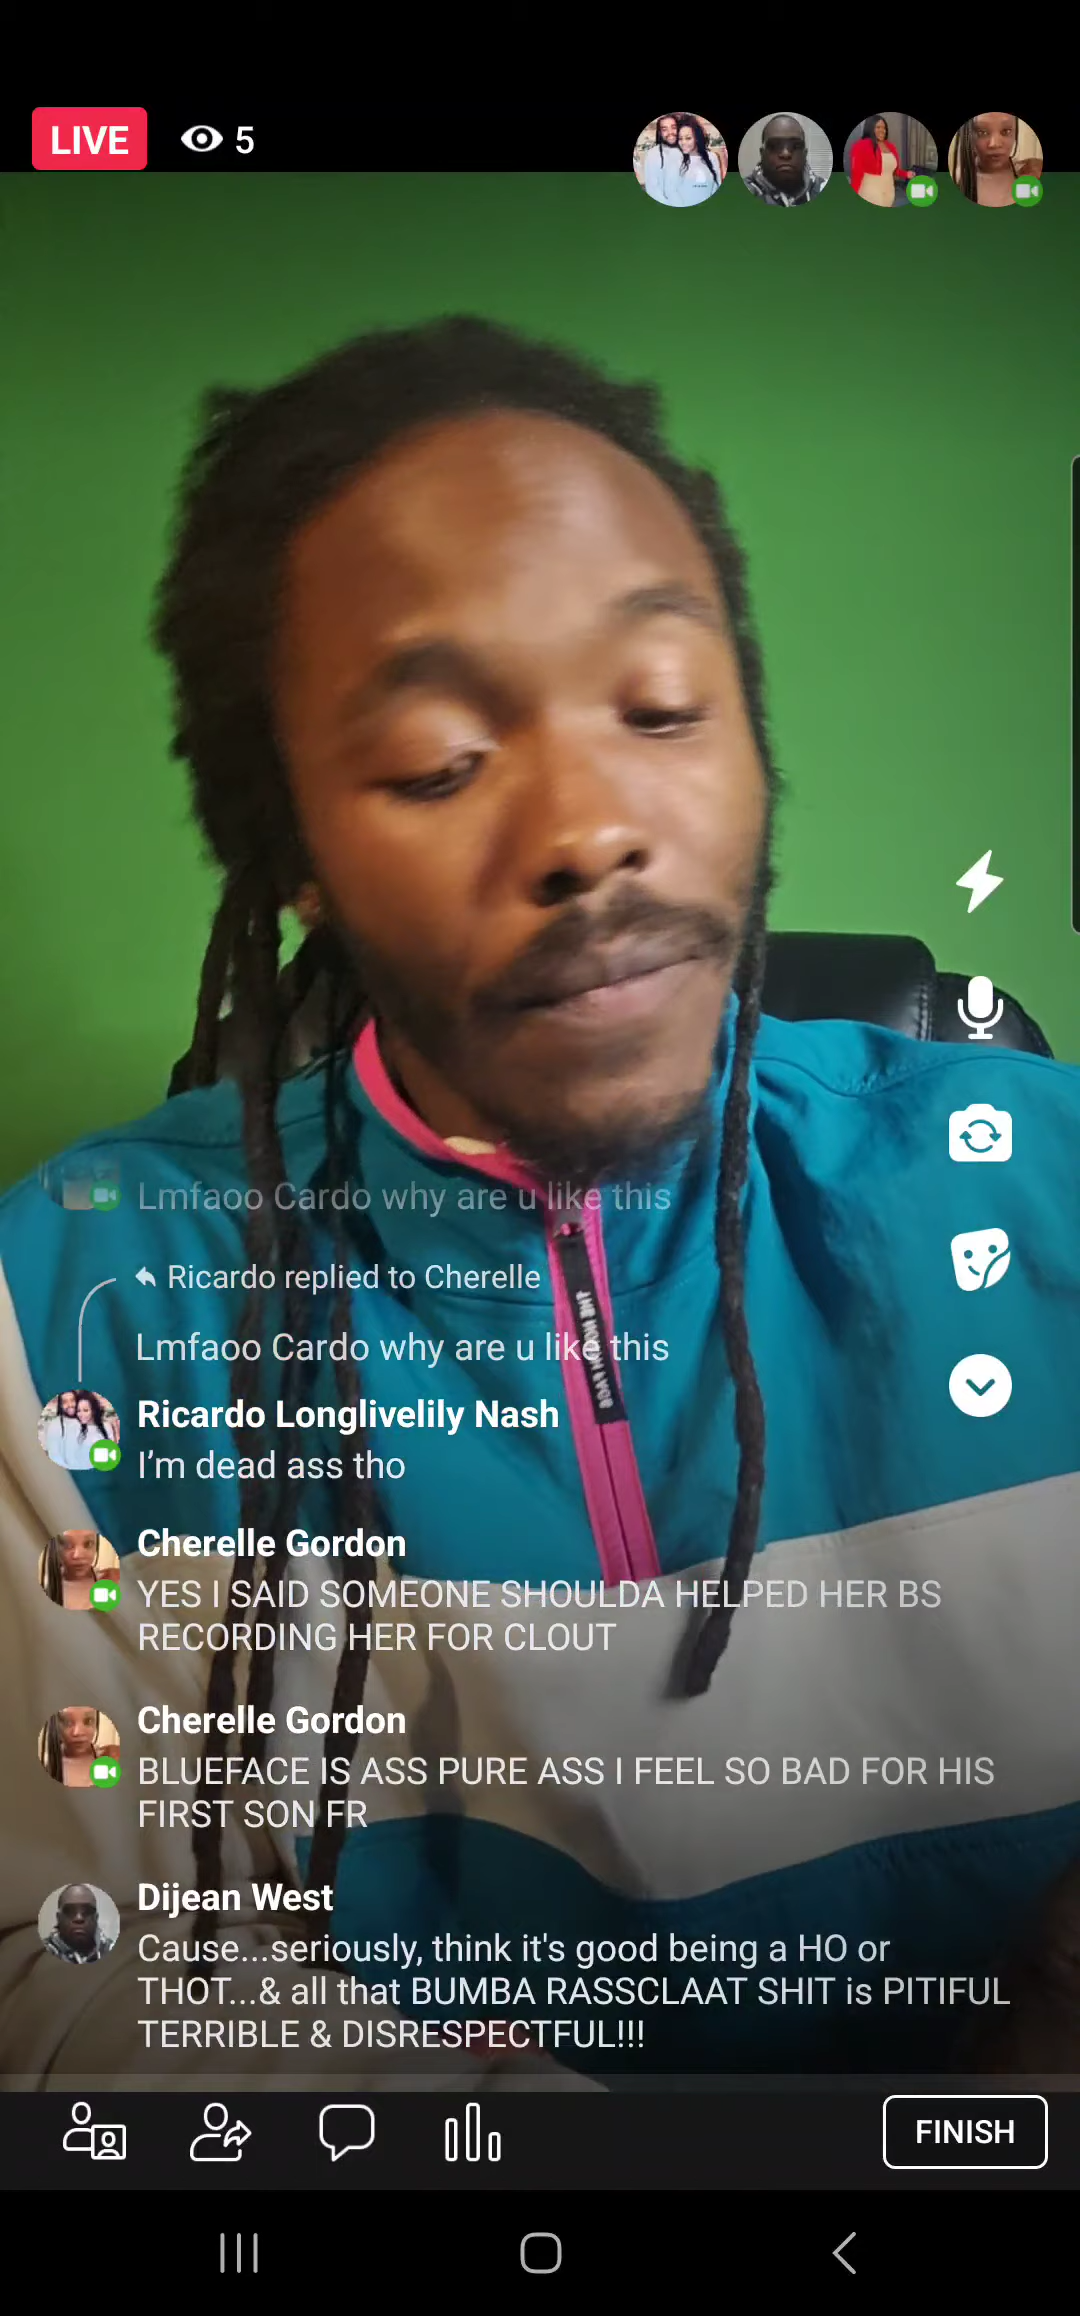 LIVE
5
Lmfaoo Cardo why are u like this
Ricardo replied to Cherelle
Lmfaoo Cardo why are u like this
Ricardo Longlivelily Nash
I'm dead ass tho
Cherelle Gordon
YES I SAID SOMEONE SHOULDA HELPED HER BS
RECORDING HER FOR CLOUT
Cherelle Gordon
BLUEFACE IS ASS PURE ASS I FEEL SO BAD FOR HIS
FIRST SON FR
Dijean West
Cause...seriously, think it's good being a HO or
THOT...& all that BUMBA RASSCLAAT SHIT is PITIFUL
TERRIBLE & DISRESPECTFUL!!!
FINISH